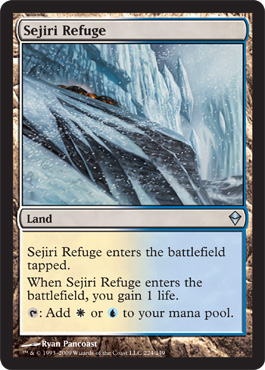 Sejiri Refuge
Land
Sejiri Refuge enters the battlefield
tapped.
When Sejiri Refuge enters the
battlefield, you gain 1 life.
: Add or to your mana pool.
Ryan Pancoast
™ & © 1993-2009 Wizards of the Coast LLC 224/249